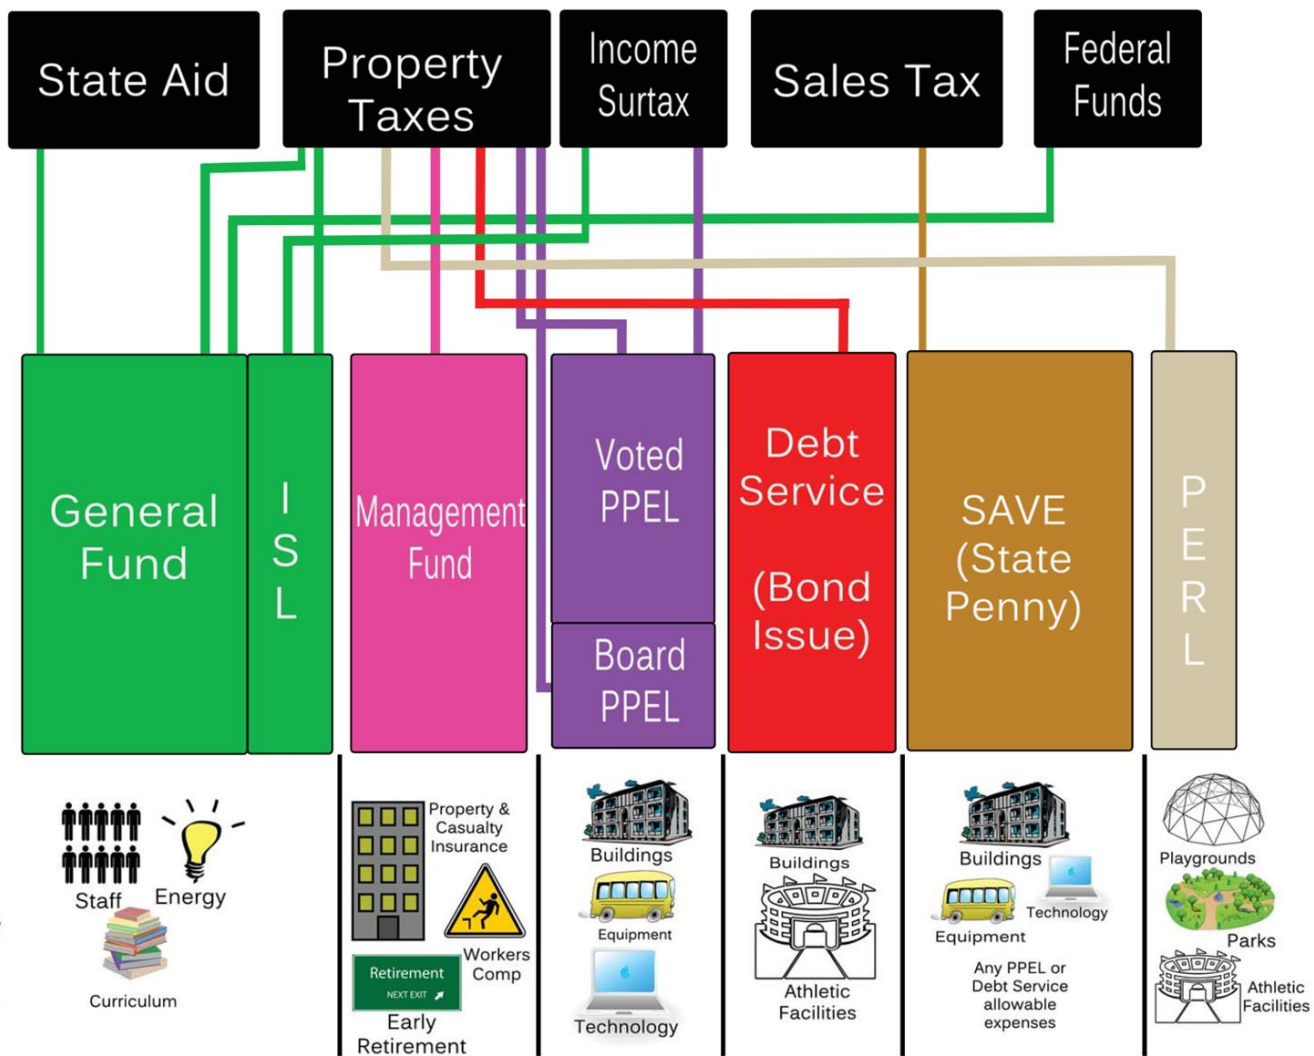 State Aid
Property
Taxes
Income
Surtax
Sales Tax
Federal
Funds
General
Fund
I
S
L
Management
Fund
Voted
PPEL
Board
PPEL
Debt
Service
(Bond
Issue)
SAVE
(State
Penny)
P
E
R
L
Staff
Energy
Curriculum
Property &
Casualty
Insurance
Workers
Comp
Retirement
NEXT EXIT
Early
Retirement
Buildings
Equipment
Technology
Buildings
Athletic
Facilities
Buildings
Technology
Equipment
Any PPEL or
Debt Service
allowable
expenses
Playgrounds
Parks
Athletic
Facilities